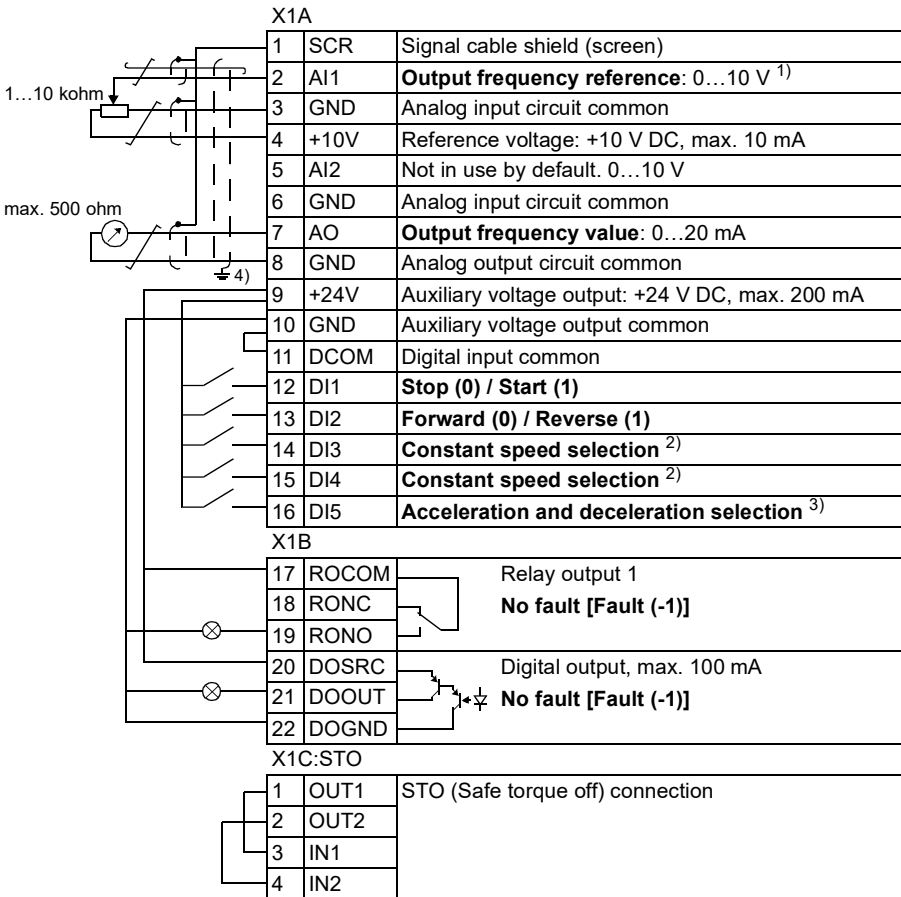 X1A
1 SCR Signal cable shield (screen)
2 AI1 Output frequency reference: 0…10 V 1)
1…10 kohm
3 GND Analog input circuit common
4 +10V Reference voltage: +10 V DC, max. 10 mA
5 AI2 Not in use by default. 0…10 V
6 GND Analog input circuit common
max. 500 ohm
7 AO Output frequency value: 0…20 mA
8 GND Analog output circuit common
4)
9 +24V Auxiliary voltage output: +24 V DC, max. 200 mA
10 GND Auxiliary voltage output common
11 DCOM Digital input common
12 DI1 Stop (0) / Start (1)
13 DI2 Forward (0) / Reverse (1)
14 DI3 Constant speed selection 2)
15 DI4 Constant speed selection 2)
16 DI5 Acceleration and deceleration selection 3)
X1B
17 ROCOM Relay output 1
18 RONC No fault [Fault (-1)]
19 RONO
20 DOSRC Digital output, max. 100 mA
21 DOOUT No fault [Fault (-1)]
22 DOGND
X1C:STO
1 OUT1 STO (Safe torque off) connection
2 OUT2
3 IN1
4 IN2